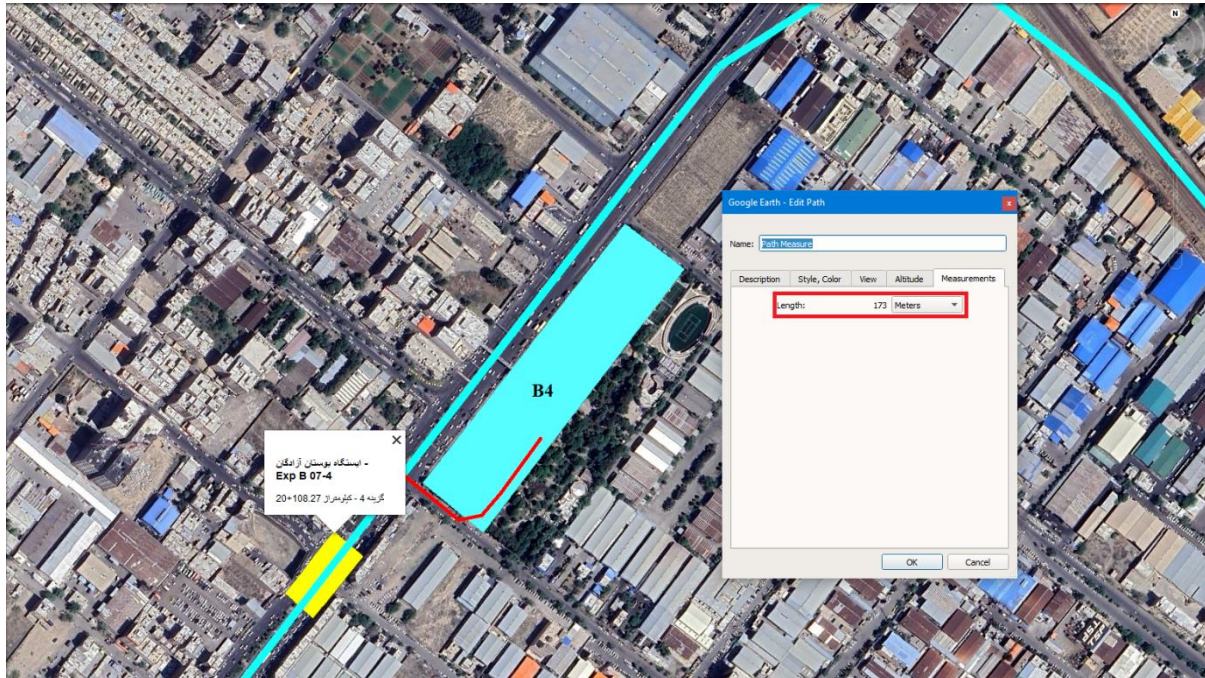 N
Google Earth - Edit Path
x
Name: Path Measure
Description Style, Color View Altitude Measurements
Length: 173 Meters
B4
×
- ایستگاه بوستان آزادگان
Exp B 07-4
گزینه 4 - کیلومتراژ 108.27+20
OK Cancel